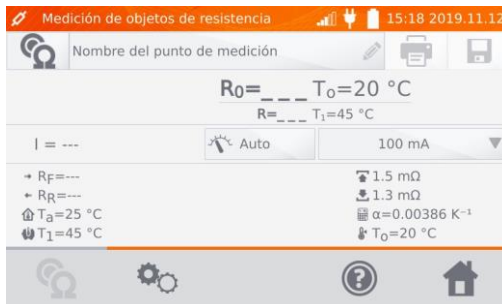 Medición de objetos de resistencia 15:18 2019.11.12
Nombre del punto de medición
R₀=_ _ _ T₀=20 °C
R=_ _ _ T₁=45 °C
I = --- Auto 100 mA
R_F=--- 1.5 mΩ
R_R=--- 1.3 mΩ
Tₐ=25 °C α=0.00386 K⁻¹
T₁=45 °C T₀=20 °C